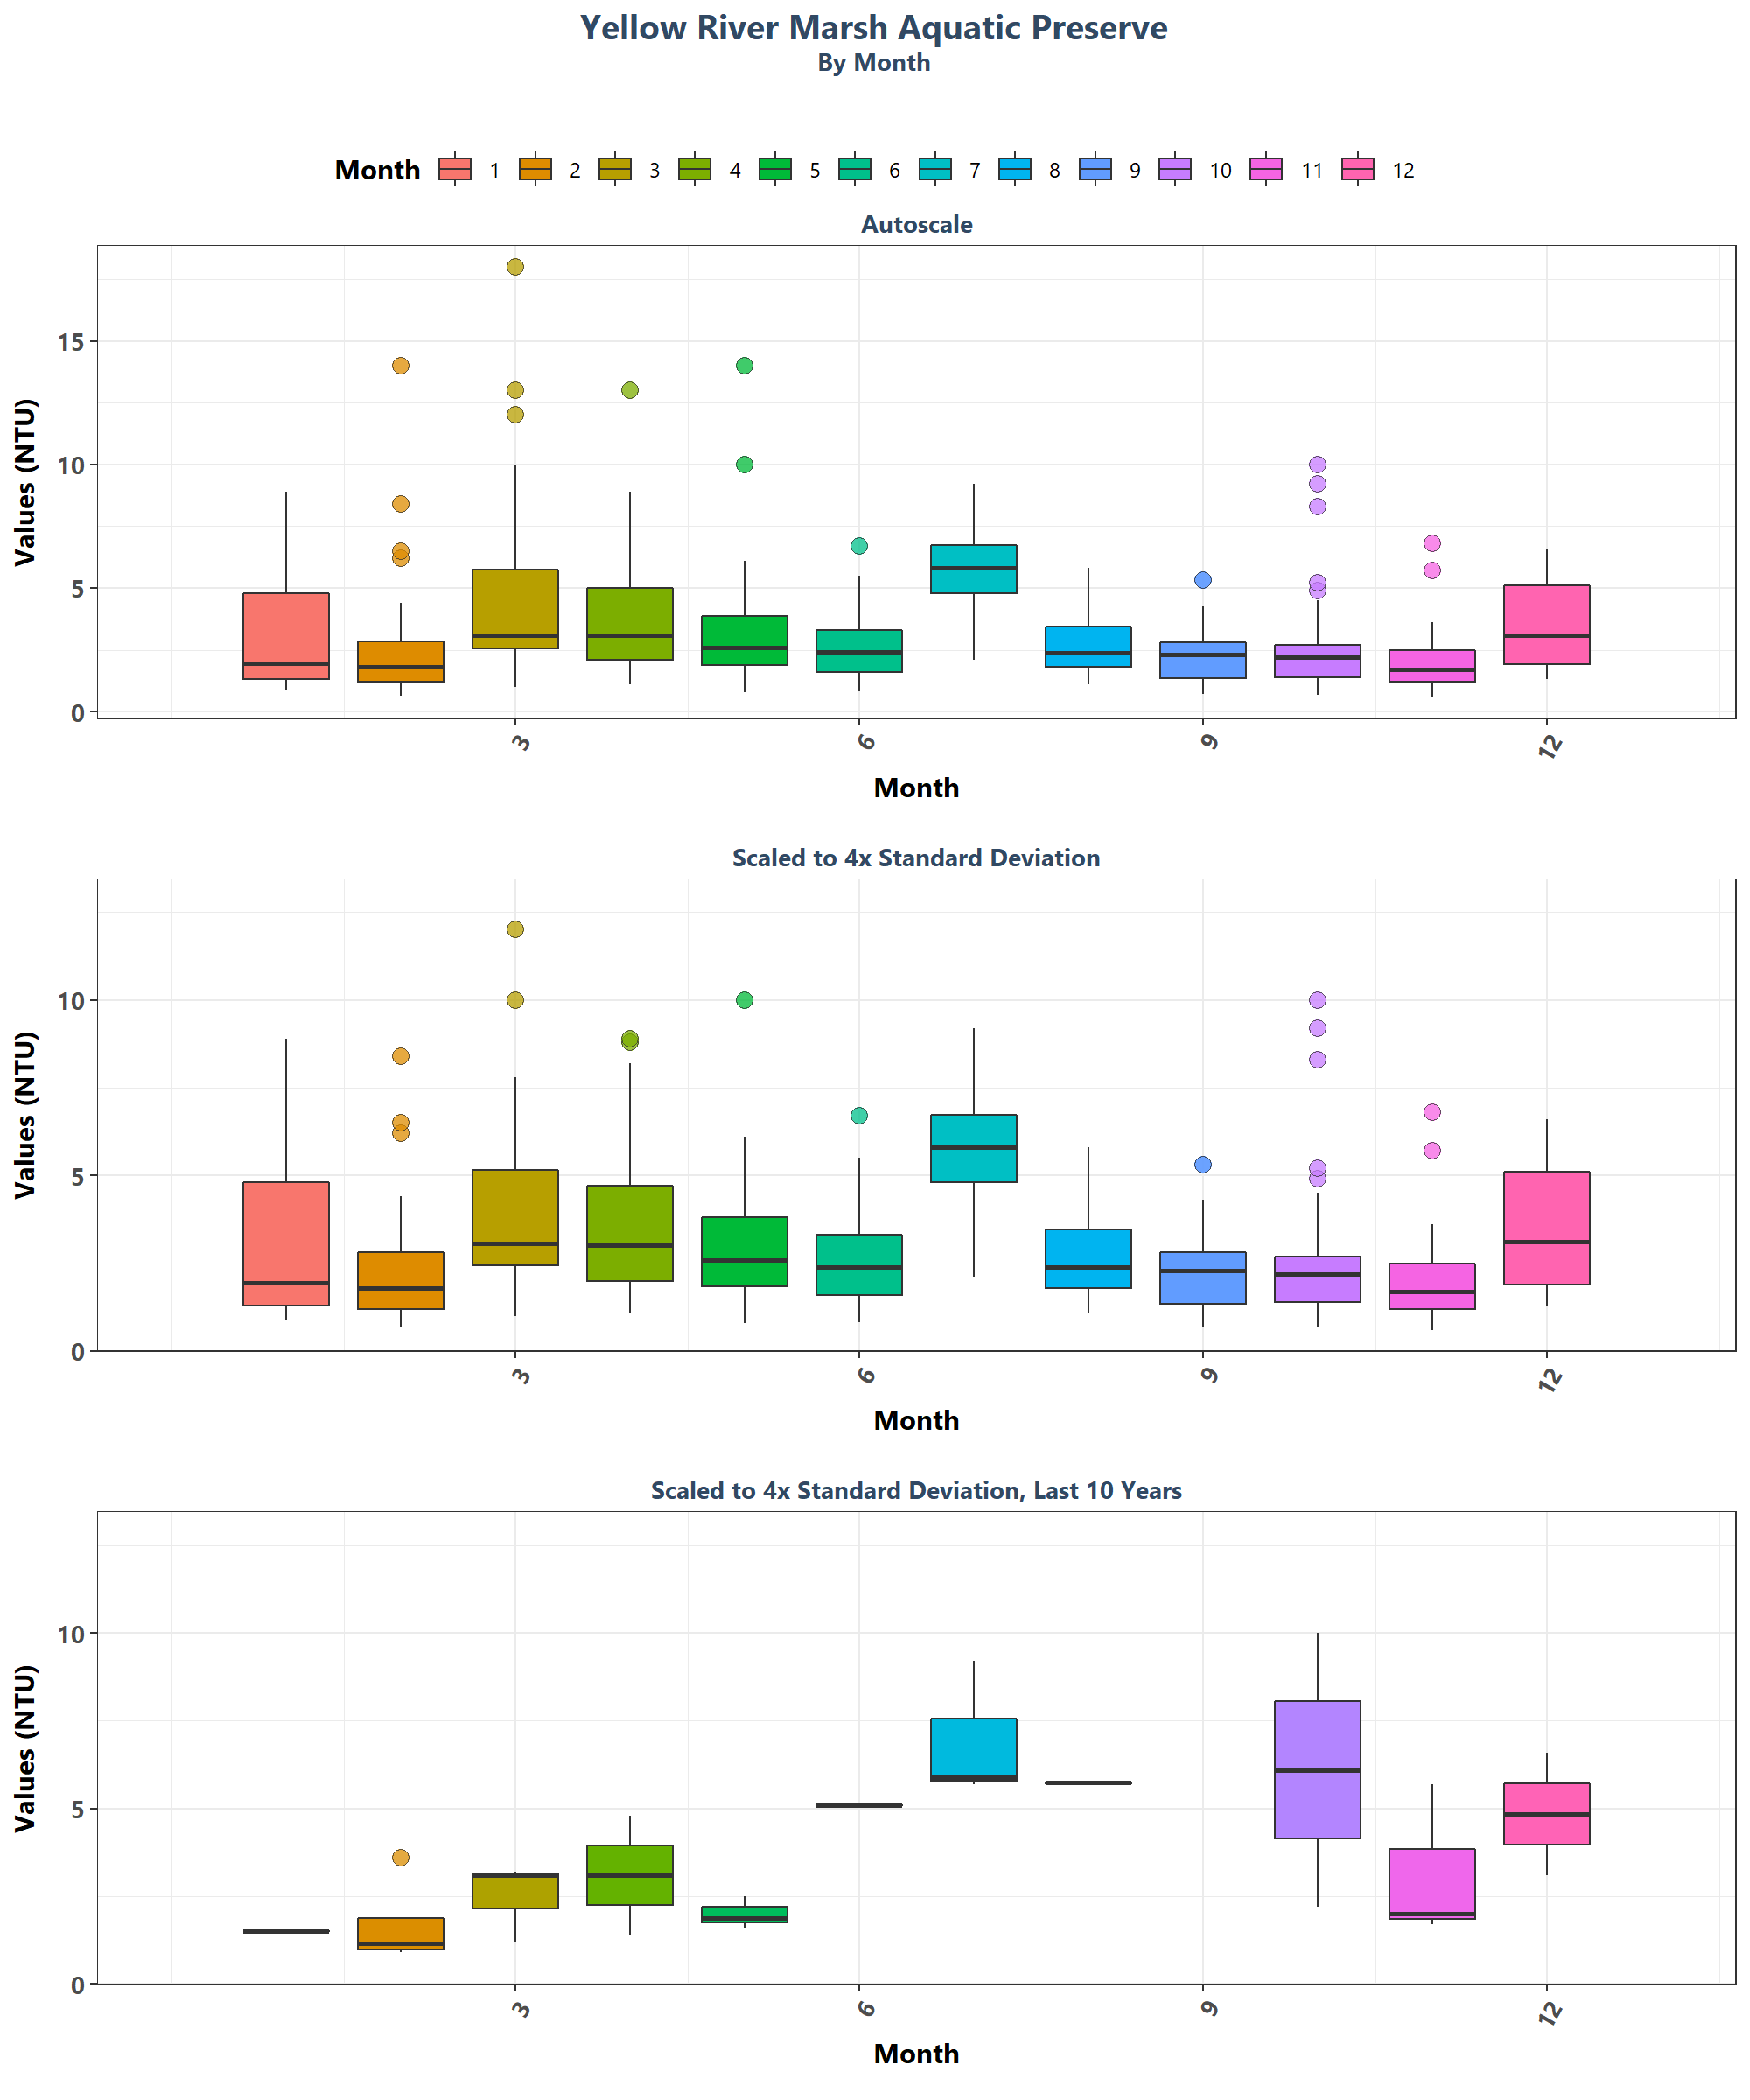 Yellow River Marsh Aquatic Preserve
By Month
Month 1 2 3 4 5 6 7 8 9 10 11 12
Autoscale
Values (NTU)
15
10
5
0
3 6 9 12
Month
Scaled to 4x Standard Deviation
Values (NTU)
10
5
0
3 6 9 12
Month
Scaled to 4x Standard Deviation, Last 10 Years
Values (NTU)
10
5
0
3 6 9 12
Month